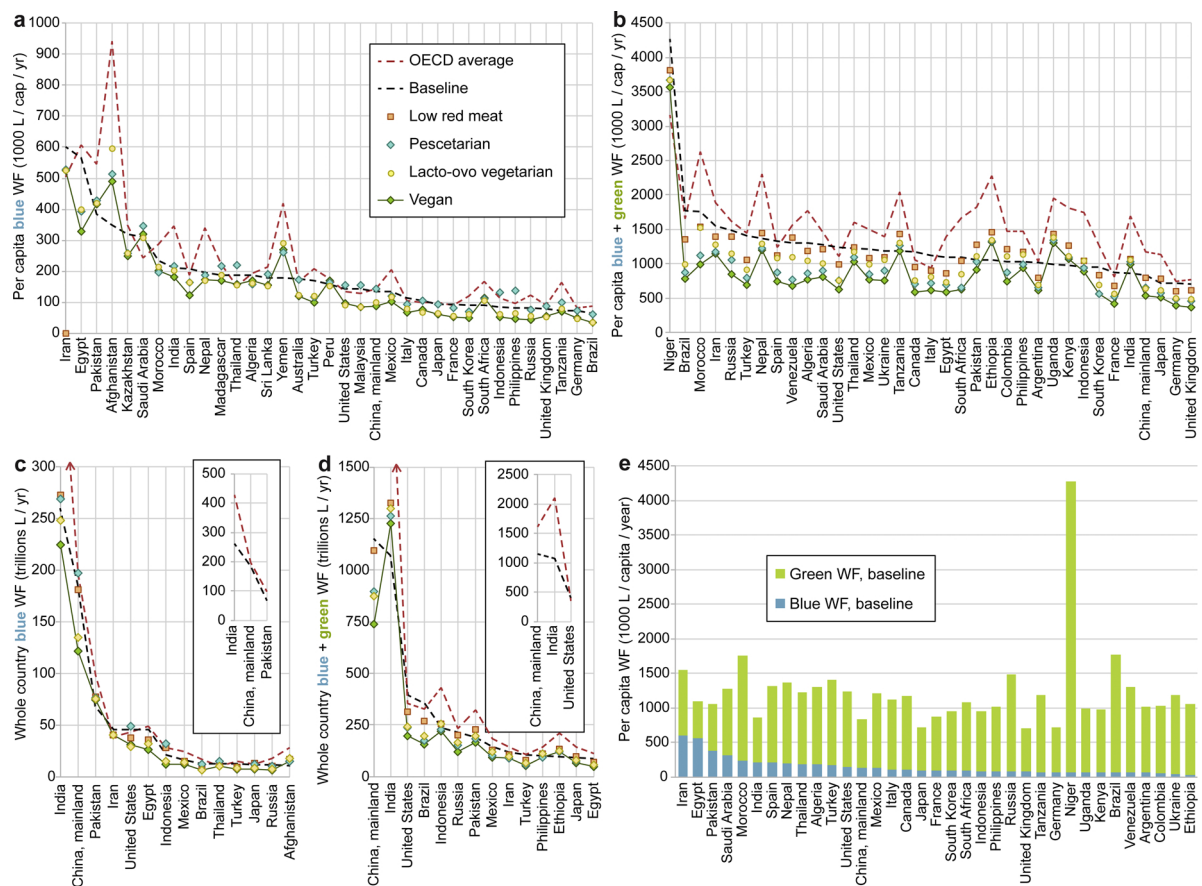 a
Per capita blue WF (1000 L / cap / yr)
1000
900
800
700
600
500
400
300
200
100
0
OECD average
Baseline
Low red meat
Pescetarian
Lacto-ovo vegetarian
Vegan
Iran
Egypt
Pakistan
Afghanistan
Kazakhstan
Saudi Arabia
Morocco
India
Spain
Nepal
Madagascar
Thailand
Algeria
Sri Lanka
Yemen
Australia
Turkey
Peru
United States
Malaysia
China, mainland
Mexico
Italy
Canada
Japan
France
South Korea
South Africa
Indonesia
Philippines
Russia
United Kingdom
Tanzania
Germany
Brazil
b
Per capita blue + green WF (1000 L / cap / yr)
4500
4000
3500
3000
2500
2000
1500
1000
500
0
Niger
Brazil
Morocco
Iran
Russia
Turkey
Nepal
Spain
Venezuela
Algeria
Saudi Arabia
United States
Thailand
Mexico
Ukraine
Tanzania
Canada
Italy
Egypt
South Africa
Pakistan
Ethiopia
Colombia
Philippines
Argentina
Uganda
Kenya
Indonesia
South Korea
France
India
China, mainland
Japan
Germany
United Kingdom
c
Whole country blue WF (trillions L / yr)
300
250
200
150
100
50
0
India
China, mainland
Pakistan
Iran
United States
Egypt
Indonesia
Mexico
Brazil
Thailand
Turkey
Japan
Russia
Afghanistan
500
400
300
200
100
0
India
China, mainland
Pakistan
d
Whole country blue + green WF (trillions L / yr)
1500
1250
1000
750
500
250
0
China, mainland
India
United States
Brazil
Indonesia
Russia
Pakistan
Mexico
Iran
Turkey
Philippines
Ethiopia
Japan
Egypt
2500
2000
1500
1000
500
0
China, mainland
India
United States
e
Per capita WF (1000 L / capita / year)
4500
4000
3500
3000
2500
2000
1500
1000
500
0
Green WF, baseline
Blue WF, baseline
Iran
Egypt
Pakistan
Saudi Arabia
Morocco
India
Spain
Nepal
Thailand
Algeria
Turkey
United States
China, mainland
Mexico
Italy
Canada
Japan
France
South Korea
South Africa
Indonesia
Philippines
Russia
United Kingdom
Tanzania
Germany
Niger
Uganda
Kenya
Brazil
Venezuela
Argentina
Colombia
Ukraine
Ethiopia